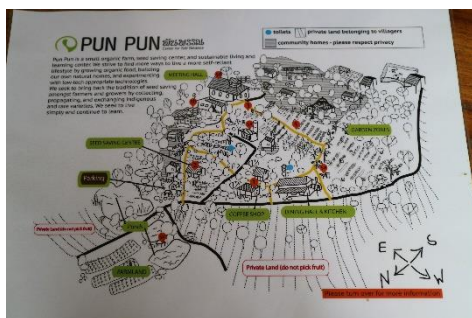 PUN PUN
Pun Pun is a small organic farm, seed saving center, and sustainable living and
learning center. We strive to find more ways to live a more self-reliant
lifestyle by growing organic food, building
our own natural homes, and experimenting
with low-tech appropriate technologies.
We seek to bring back the tradition of seed saving
amongst farmers and growers by collecting,
propagating, and exchanging indigenous
and rare varieties. We seek to live
simply and continue to learn.
toilets
private land belonging to villagers
community homes - please respect privacy
MEETING HALL
GARDEN ZONES
SEED SAVING CENTRE
Parking
COFFEE SHOP
DINING HALL & KITCHEN
Private Land (do not pick fruit)
FARMLAND
Private Land (do not pick fruit)
E
S
N
W
Please turn over for more information